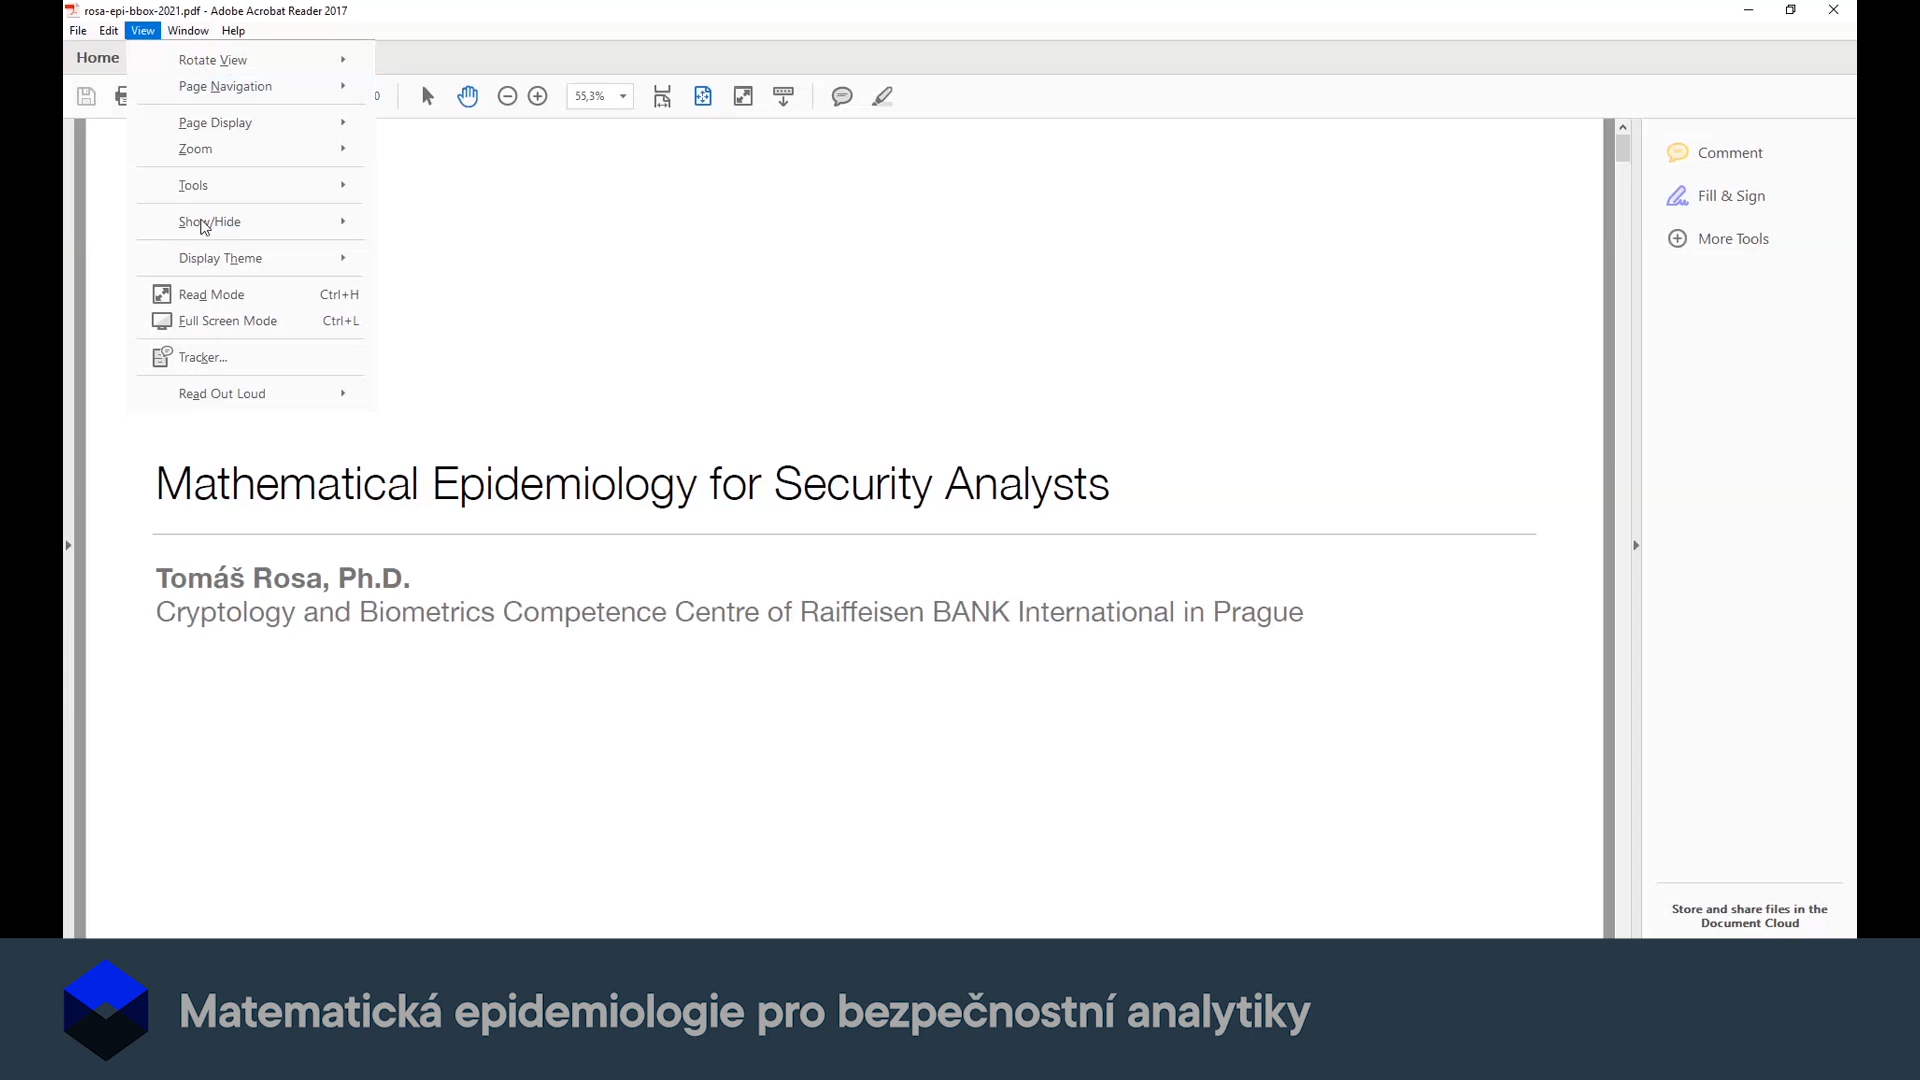 rosa-epi-bbox-2021.pdf - Adobe Acrobat Reader 2017
File Edit View Window Help
Home
Rotate View
Page Navigation
0
55,3%
Page Display
Zoom
Tools
Show/Hide
Display Theme
Read Mode Ctrl+H
Full Screen Mode Ctrl+L
Tracker...
Read Out Loud
Comment
Fill & Sign
More Tools
Mathematical Epidemiology for Security Analysts
Tomáš Rosa, Ph.D.
Cryptology and Biometrics Competence Centre of Raiffeisen BANK International in Prague
Store and share files in the
Document Cloud
Matematická epidemiologie pro bezpečnostní analytiky